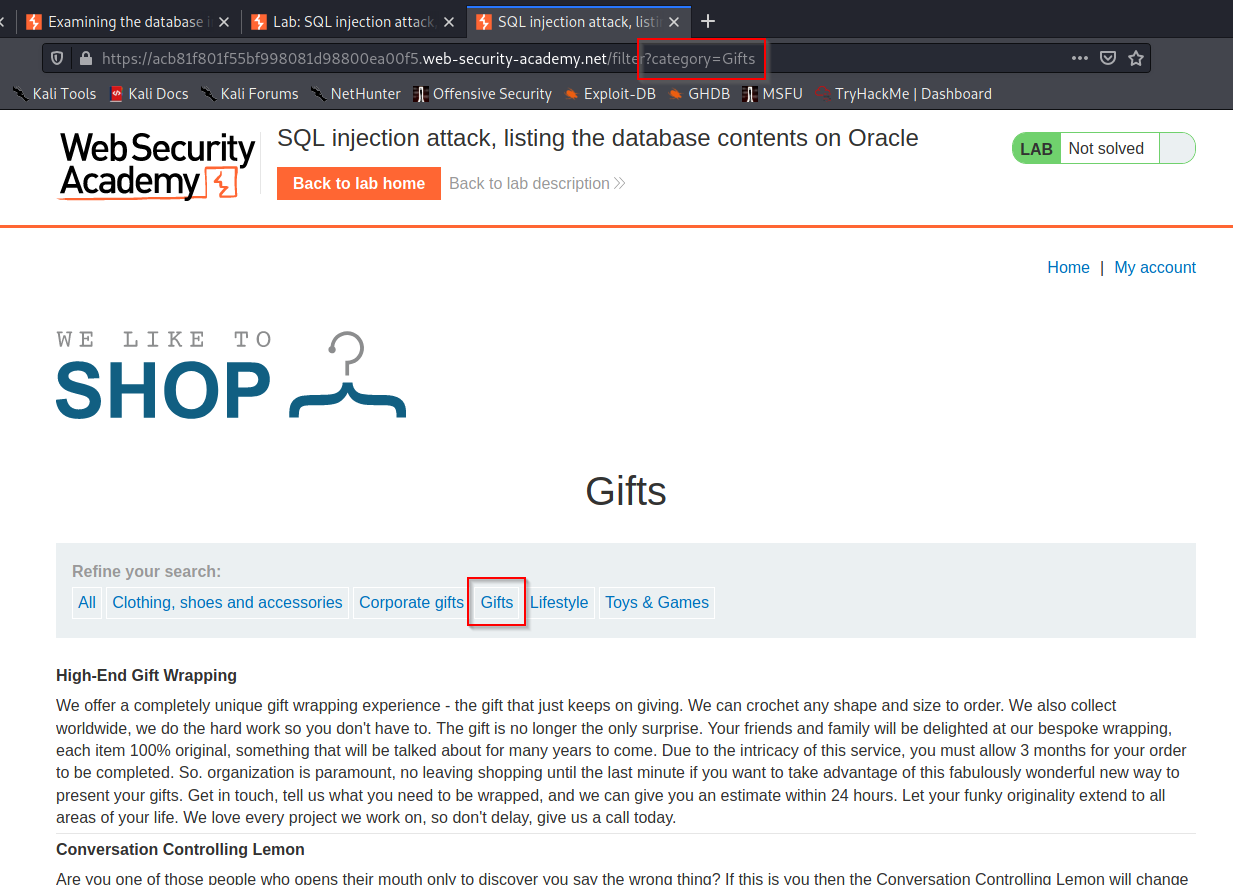 Examining the database i
Lab: SQL injection attack,
SQL injection attack, listi
https://acb81f801f55bf998081d98800ea00f5.web-security-academy.net/filter?category=Gifts
Kali Tools
Kali Docs
Kali Forums
NetHunter
Offensive Security
Exploit-DB
GHDB
MSFU
TryHackMe | Dashboard
Web Security
Academy
SQL injection attack, listing the database contents on Oracle
Back to lab home
Back to lab description
LAB
Not solved
Home | My account
WE LIKE TO
SHOP
Gifts
Refine your search:
All
Clothing, shoes and accessories
Corporate gifts
Gifts
Lifestyle
Toys & Games
High-End Gift Wrapping
We offer a completely unique gift wrapping experience - the gift that just keeps on giving. We can crochet any shape and size to order. We also collect
worldwide, we do the hard work so you don't have to. The gift is no longer the only surprise. Your friends and family will be delighted at our bespoke wrapping,
each item 100% original, something that will be talked about for many years to come. Due to the intricacy of this service, you must allow 3 months for your order
to be completed. So. organization is paramount, no leaving shopping until the last minute if you want to take advantage of this fabulously wonderful new way to
present your gifts. Get in touch, tell us what you need to be wrapped, and we can give you an estimate within 24 hours. Let your funky originality extend to all
areas of your life. We love every project we work on, so don't delay, give us a call today.
Conversation Controlling Lemon
Are you one of those people who opens their mouth only to discover you say the wrong thing? If this is you then the Conversation Controlling Lemon will change